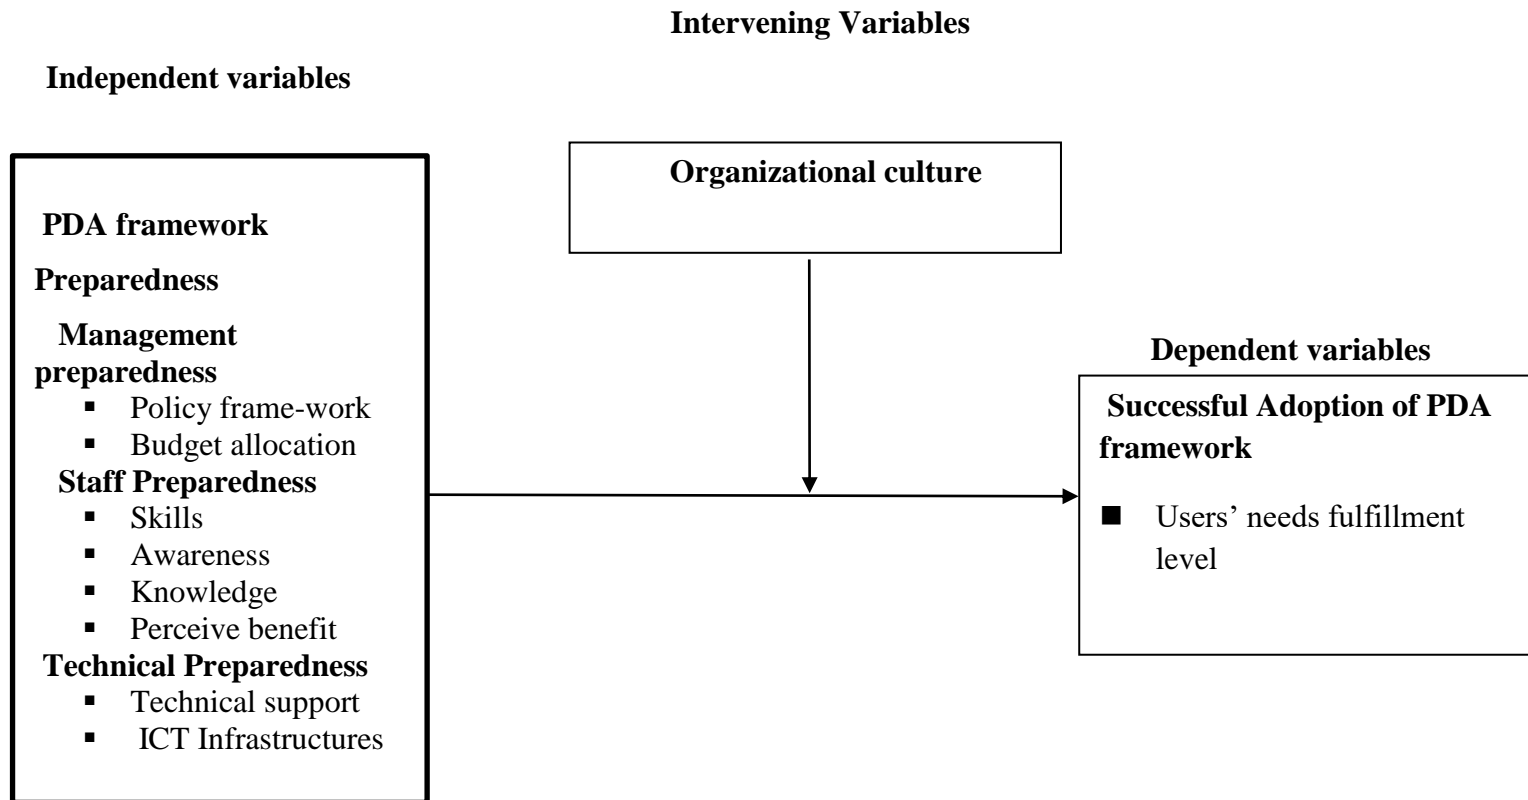 Intervening Variables
Independent variables
PDA framework
Preparedness
Management
preparedness
▪ Policy frame-work
▪ Budget allocation
Staff Preparedness
▪ Skills
▪ Awareness
▪ Knowledge
▪ Perceive benefit
Technical Preparedness
▪ Technical support
▪ ICT Infrastructures
Organizational culture
Dependent variables
Successful Adoption of PDA
framework
■ Users’ needs fulfillment
level